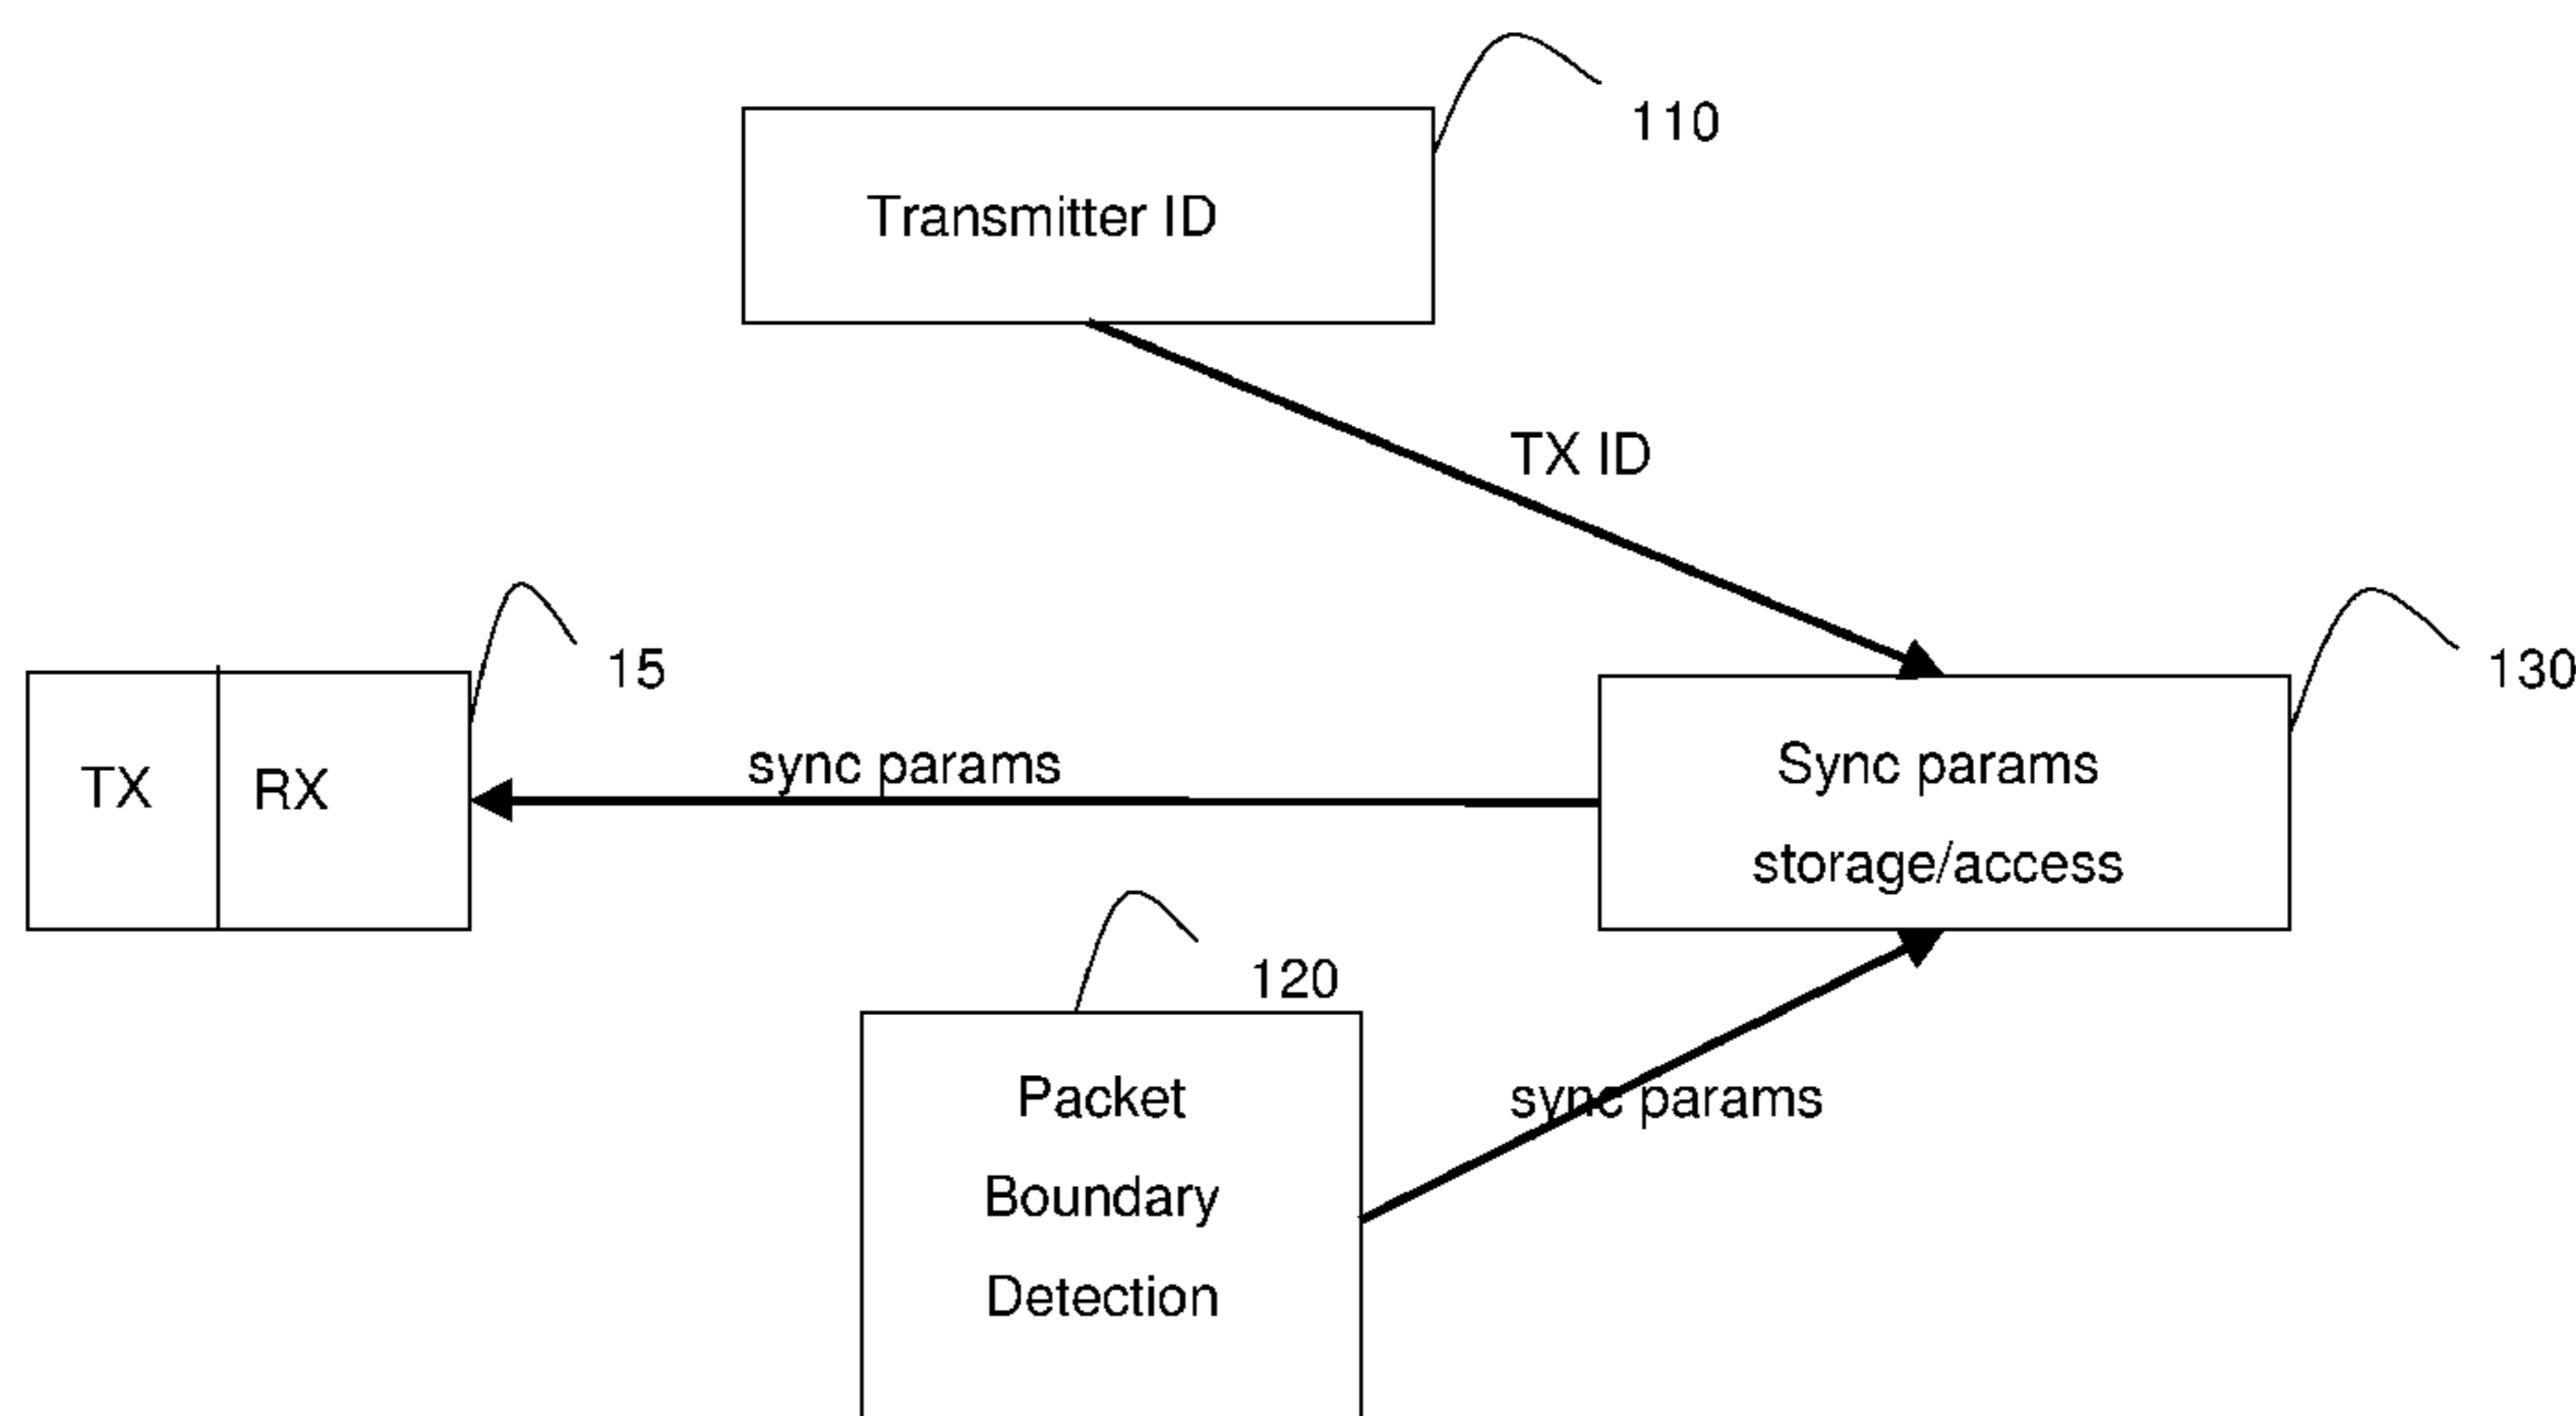 110
Transmitter ID
TX ID
15
130
TX
RX
sync params
Sync params
storage/access
120
Packet
Boundary
Detection
sync params